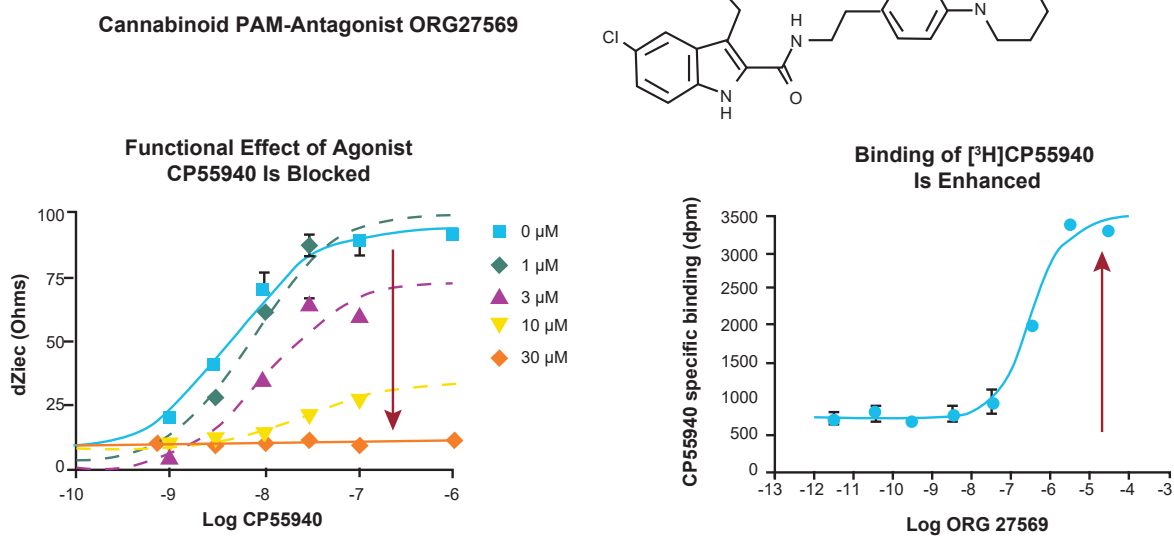 Cannabinoid PAM-Antagonist ORG27569
N
H
N
Cl
O
N
H
Functional Effect of Agonist
CP55940 Is Blocked
100
75
50
25
0
dZiec (Ohms)
-10
-9
-8
-7
-6
Log CP55940
0 µM
1 µM
3 µM
10 µM
30 µM
Binding of [³H]CP55940
Is Enhanced
3500
3000
2500
2000
1500
1000
500
0
CP55940 specific binding (dpm)
-13
-12
-11
-10
-9
-8
-7
-6
-5
-4
-3
Log ORG 27569